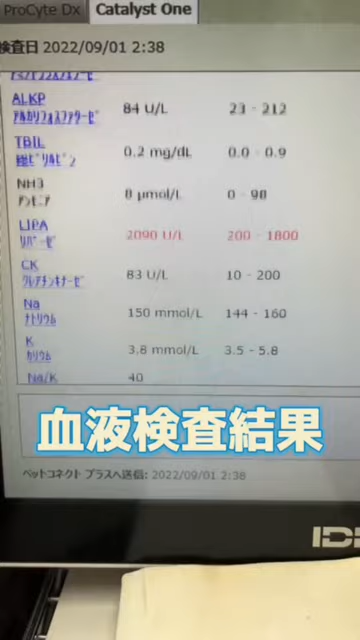 ProCyte Dx Catalyst One
検査日 2022/09/01 2:38
ALKP 84 U/L 23 - 212
アルカリフォスファターゼ
TBIL 0.2 mg/dL 0.0 - 0.9
総ビリルビン
NH3 8 µmol/L 0 - 98
アンモニア
LIPA 2090 U/L 200 - 1800
リパーゼ
CK 83 U/L 10 - 200
クレアチンキナーゼ
Na 150 mmol/L 144 - 160
ナトリウム
K 3.8 mmol/L 3.5 - 5.8
カリウム
Na/K 40
血液検査結果
ペットコネクト プラスへ送信: 2022/09/01 2:38